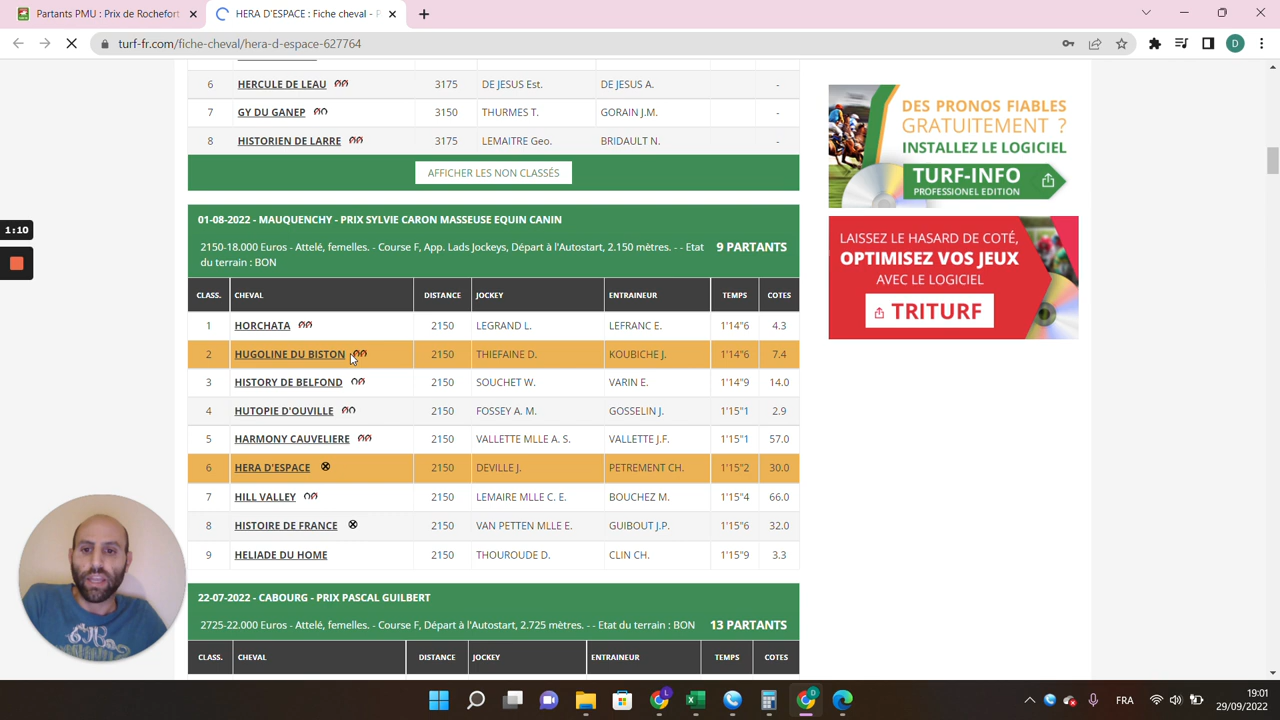 Partants PMU : Prix de Rochefort
HERA D'ESPACE : Fiche cheval - P
turf-fr.com/fiche-cheval/hera-d-espace-627764
D
6 HERCULE DE LEAU 3175 DE JESUS Est. DE JESUS A. -
7 GY DU GANEP 3150 THURMES T. GORAIN J.M. -
8 HISTORIEN DE LARRE 3175 LEMAITRE Geo. BRIDAULT N. -
AFFICHER LES NON CLASSÉS
01-08-2022 - MAUQUENCHY - PRIX SYLVIE CARON MASSEUSE EQUIN CANIN
2150-18.000 Euros - Attelé, femelles. - Course F, App. Lads Jockeys, Départ à l'Autostart, 2.150 mètres. - - Etat
du terrain : BON
9 PARTANTS
CLASS. CHEVAL DISTANCE JOCKEY ENTRAINEUR TEMPS COTES
1 HORCHATA 2150 LEGRAND L. LEFRANC E. 1'14"6 4.3
2 HUGOLINE DU BISTON 2150 THIEFAINE D. KOUBICHE J. 1'14"6 7.4
3 HISTORY DE BELFOND 2150 SOUCHET W. VARIN E. 1'14"9 14.0
4 HUTOPIE D'OUVILLE 2150 FOSSEY A. M. GOSSELIN J. 1'15"1 2.9
5 HARMONY CAUVELIERE 2150 VALLETTE MLLE A. S. VALLETTE J.F. 1'15"1 57.0
6 HERA D'ESPACE 2150 DEVILLE J. PETREMENT CH. 1'15"2 30.0
7 HILL VALLEY 2150 LEMAIRE MLLE C. E. BOUCHEZ M. 1'15"4 66.0
8 HISTOIRE DE FRANCE 2150 VAN PETTEN MLLE E. GUIBOUT J.P. 1'15"6 32.0
9 HELIADE DU HOME 2150 THOUROUDE D. CLIN CH. 1'15"9 3.3
22-07-2022 - CABOURG - PRIX PASCAL GUILBERT
2725-22.000 Euros - Attelé, femelles. - Course F, Départ à l'Autostart, 2.725 mètres. - - Etat du terrain : BON
13 PARTANTS
CLASS. CHEVAL DISTANCE JOCKEY ENTRAINEUR TEMPS COTES
DES PRONOS FIABLES
GRATUITEMENT ?
INSTALLEZ LE LOGICIEL
TURF-INFO
PROFESSIONEL EDITION
LAISSEZ LE HASARD DE COTÉ,
OPTIMISEZ VOS JEUX
AVEC LE LOGICIEL
TRITURF
1:10
FRA
19:01
29/09/2022